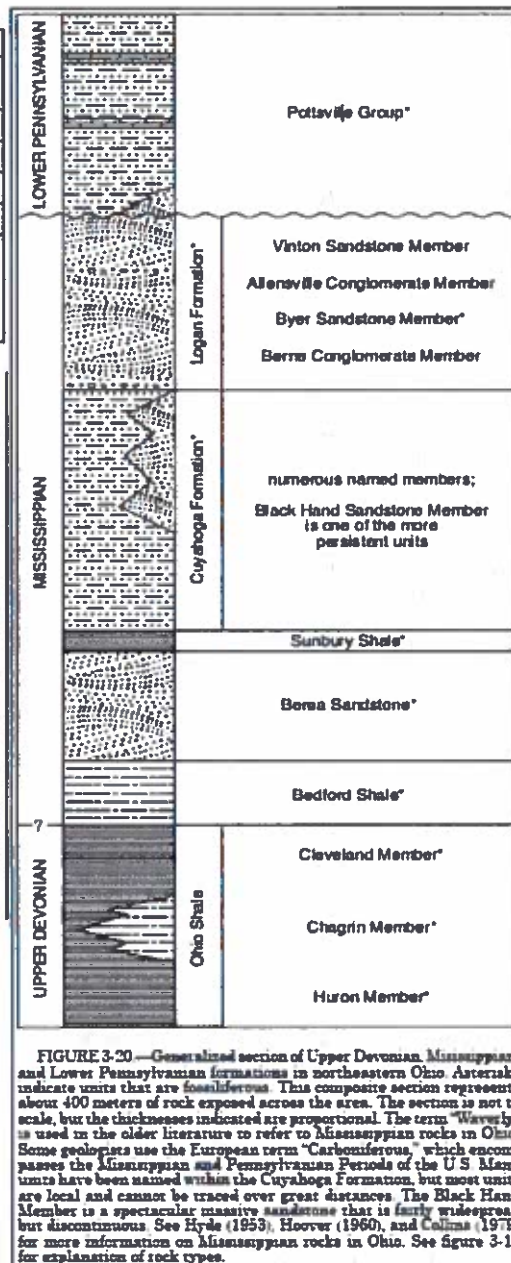 LOWER PENNSYLVANIAN
Pottsville Group*
MISSISSIPPIAN
Logan Formation*
Vinton Sandstone Member
Allensville Conglomerate Member
Byer Sandstone Member*
Berne Conglomerate Member
Cuyahoga Formation*
numerous named members;
Black Hand Sandstone Member
is one of the more
persistent units
Sunbury Shale*
Berea Sandstone*
Bedford Shale*
?
UPPER DEVONIAN
Ohio Shale
Cleveland Member*
Chagrin Member*
Huron Member*
FIGURE 3-20.—Generalized section of Upper Devonian, Mississippian
and Lower Pennsylvanian formations in northeastern Ohio. Asterisk
indicate units that are fossiliferous. This composite section represent
about 400 meters of rock exposed across the area. The section is not t
scale, but the thicknesses indicated are proportional. The term "Waverly
is used in the older literature to refer to Mississippian rocks in Ohi
Some geologists use the European term "Carboniferous," which encom
passes the Mississippian and Pennsylvanian Periods of the U.S. Man
units have been named within the Cuyahoga Formation, but most unit
are local and cannot be traced over great distances. The Black Han
Member is a spectacular massive sandstone that is fairly widesprea
but discontinuous. See Hyde (1953), Hoover (1960), and Collins (1979
for more information on Mississippian rocks in Ohio. See figure 3-1
for explanation of rock types.